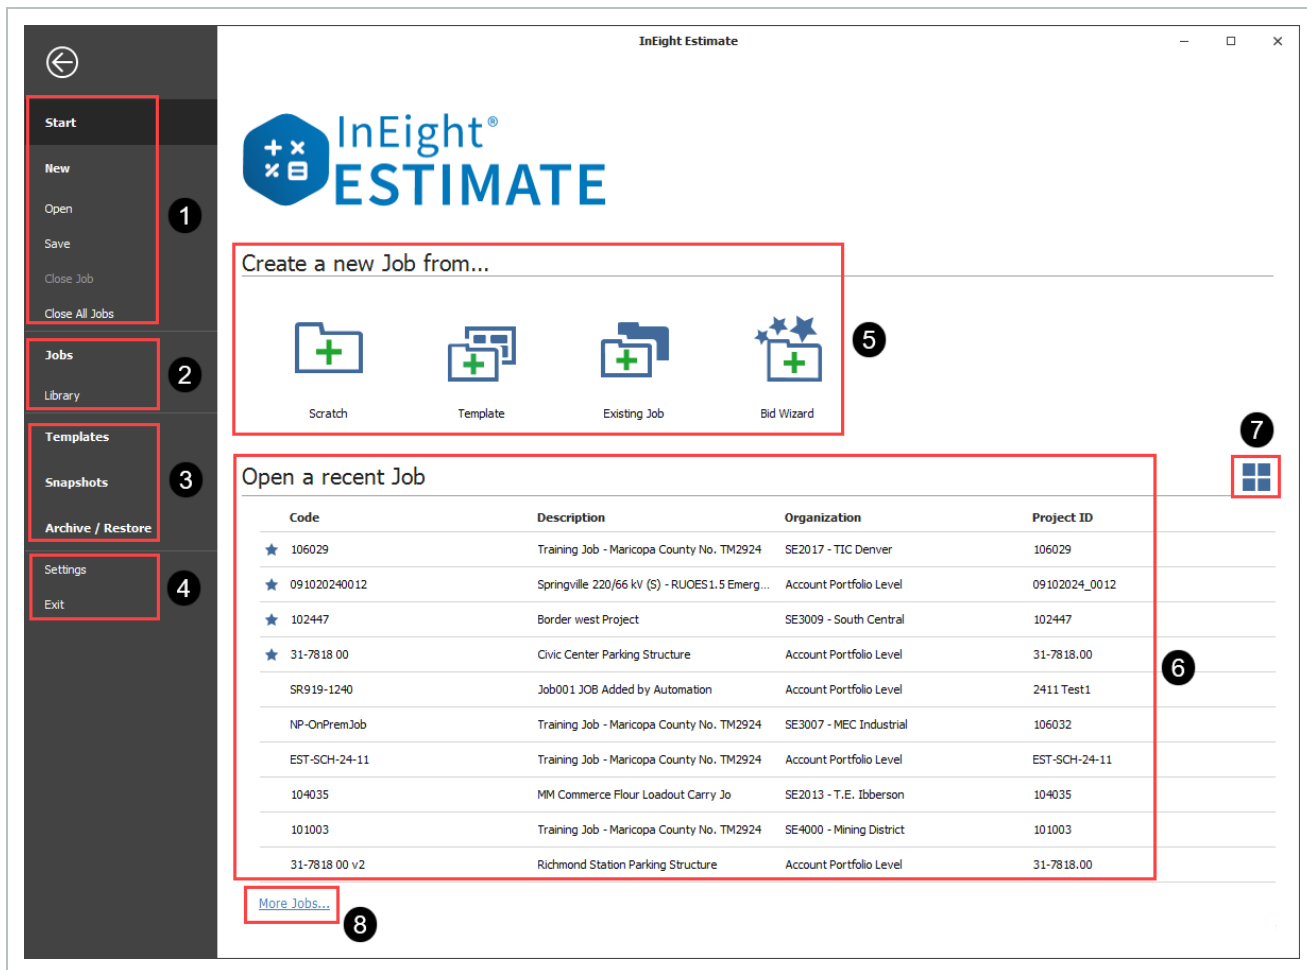 InEight Estimate
Start
New
Open
Save
Close Job
Close All Jobs
1
Jobs
Library
2
Templates
Snapshots
Archive / Restore
3
Settings
Exit
4
InEight®
ESTIMATE
Create a new Job from...
Scratch Template Existing Job Bid Wizard
5
7
Open a recent Job
Code Description Organization Project ID
106029 Training Job - Maricopa County No. TM2924 SE2017 - TIC Denver 106029
091020240012 Springville 220/66 kV (S) - RUOES1.5 Emerg... Account Portfolio Level 09102024_0012
102447 Border west Project SE3009 - South Central 102447
31-7818 00 Civic Center Parking Structure Account Portfolio Level 31-7818.00
SR919-1240 Job001 JOB Added by Automation Account Portfolio Level 2411Test1
NP-OnPremJob Training Job - Maricopa County No. TM2924 SE3007 - MEC Industrial 106032
EST-SCH-24-11 Training Job - Maricopa County No. TM2924 Account Portfolio Level EST-SCH-24-11
104035 MM Commerce Flour Loadout Carry Jo SE2013 - T.E. Ibberson 104035
101003 Training Job - Maricopa County No. TM2924 SE4000 - Mining District 101003
31-7818 00 v2 Richmond Station Parking Structure Account Portfolio Level 31-7818.00
6
More Jobs...
8